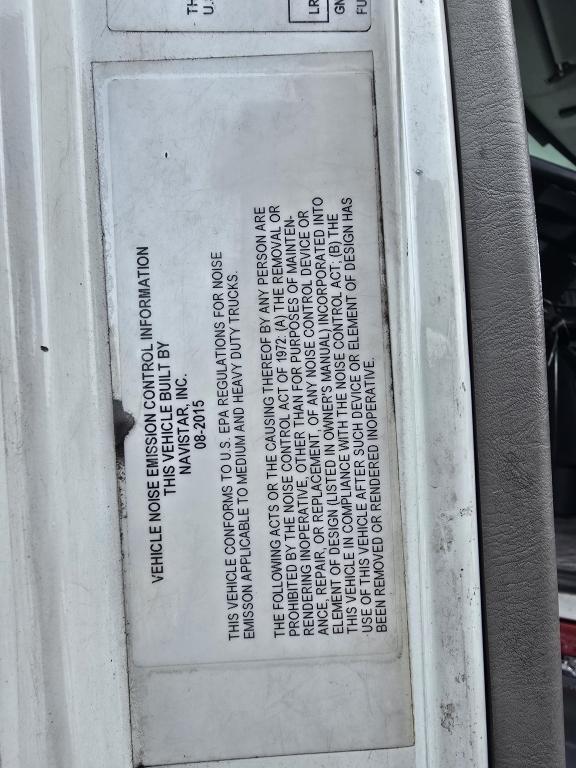 TH
U.
LR
GN
FU
VEHICLE NOISE EMISSION CONTROL INFORMATION
THIS VEHICLE BUILT BY
NAVISTAR, INC.
08-2015
THIS VEHICLE CONFORMS TO U.S. EPA REGULATIONS FOR NOISE
EMISSON APPLICABLE TO MEDIUM AND HEAVY DUTY TRUCKS.
THE FOLLOWING ACTS OR THE CAUSING THEREOF BY ANY PERSON ARE
PROHIBITED BY THE NOISE CONTROL ACT OF 1972: (A) THE REMOVAL OR
RENDERING INOPERATIVE, OTHER THAN FOR PURPOSES OF MAINTEN-
ANCE, REPAIR, OR REPLACEMENT, OF ANY NOISE CONTROL DEVICE OR
ELEMENT OF DESIGN (LISTED IN OWNER'S MANUAL) INCORPORATED INTO
THIS VEHICLE IN COMPLIANCE WITH THE NOISE CONTROL ACT; (B) THE
USE OF THIS VEHICLE AFTER SUCH DEVICE OR ELEMENT OF DESIGN HAS
BEEN REMOVED OR RENDERED INOPERATIVE.